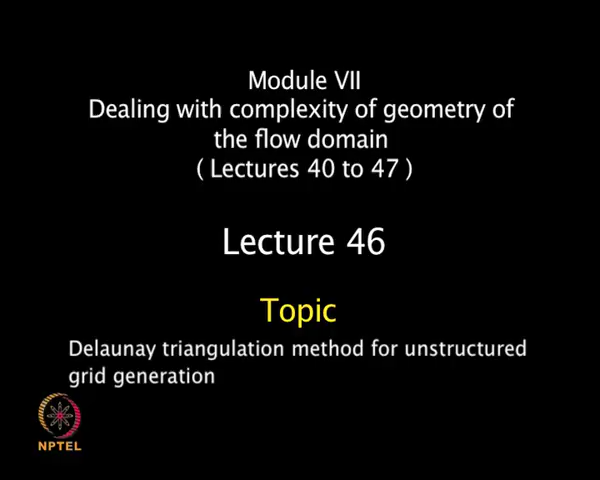 Module VII
Dealing with complexity of geometry of
the flow domain
( Lectures 40 to 47 )
Lecture 46
Topic
Delaunay triangulation method for unstructured
grid generation
NPTEL